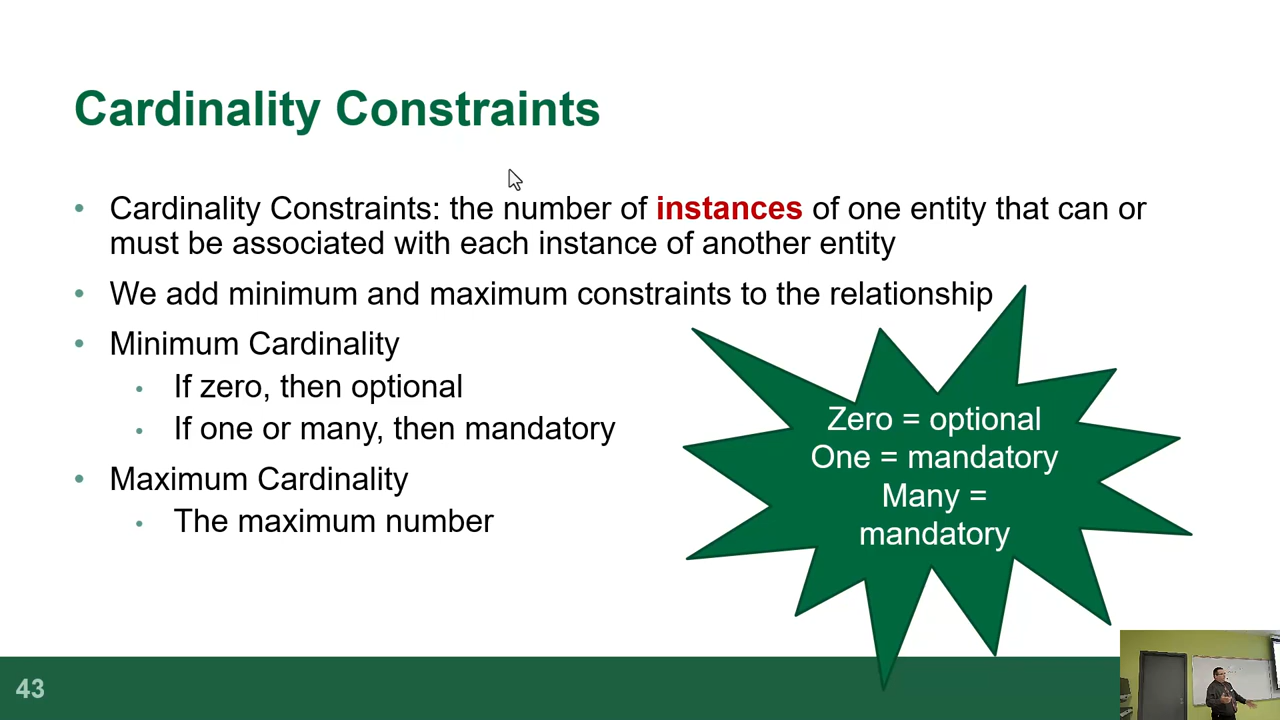 Cardinality Constraints
• Cardinality Constraints: the number of instances of one entity that can or
must be associated with each instance of another entity
• We add minimum and maximum constraints to the relationship
• Minimum Cardinality
• If zero, then optional
• If one or many, then mandatory
• Maximum Cardinality
• The maximum number
Zero = optional
One = mandatory
Many =
mandatory
43